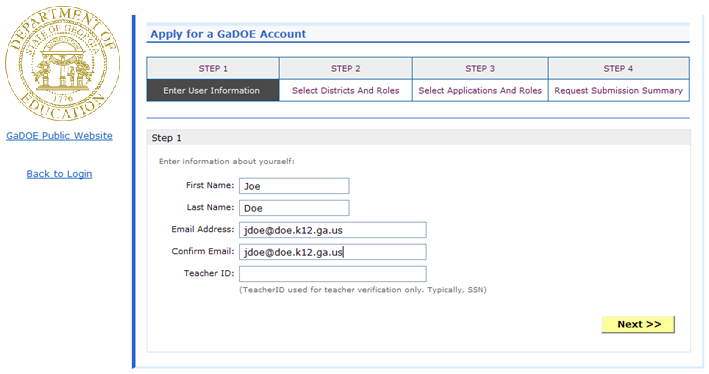 DEPARTMENT OF
EDUCATION
STATE OF GEORGIA
1776
GaDOE Public Website
Back to Login
Apply for a GaDOE Account
STEP 1 STEP 2 STEP 3 STEP 4
Enter User Information Select Districts And Roles Select Applications And Roles Request Submission Summary
Step 1
Enter information about yourself:
First Name: Joe
Last Name: Doe
Email Address: jdoe@doe.k12.ga.us
Confirm Email: jdoe@doe.k12.ga.us
Teacher ID:
(TeacherID used for teacher verification only. Typically, SSN)
Next >>